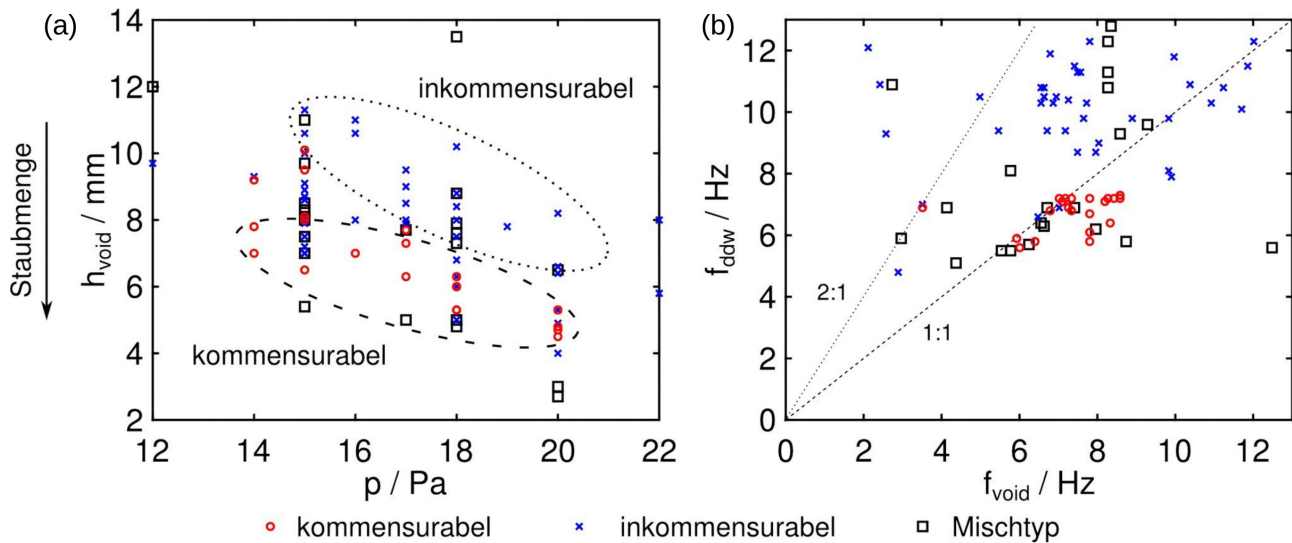 (a)
14
12
10
8
6
4
2
12
14
16
18
20
22
Staubmenge
h_void / mm
p / Pa
inkommensurabel
kommensurabel
(b)
12
10
8
6
4
2
0
0
2
4
6
8
10
12
f_ddw / Hz
f_void / Hz
2:1
1:1
kommensurabel inkommensurabel Mischtyp